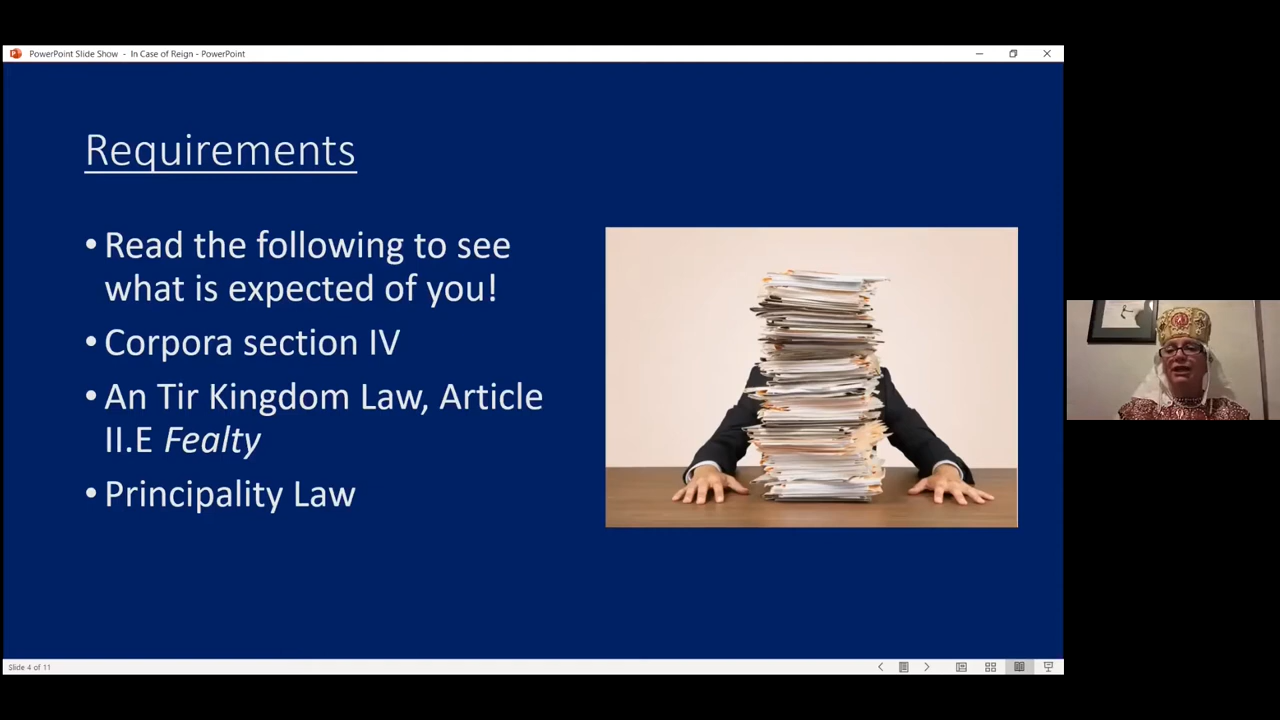 PowerPoint Slide Show - In Case of Reign - PowerPoint
Requirements
• Read the following to see
what is expected of you!
• Corpora section IV
• An Tir Kingdom Law, Article
II.E Fealty
• Principality Law
Slide 4 of 11